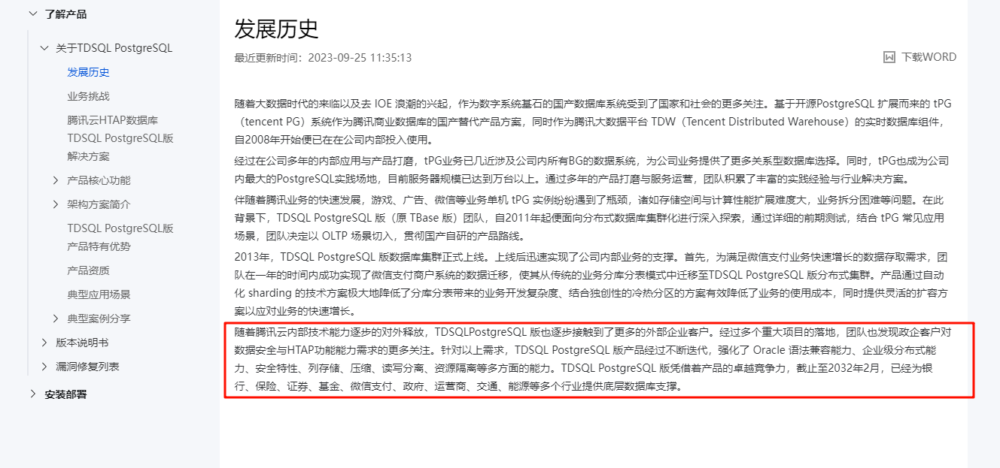 了解产品
关于TDSQL PostgreSQL
发展历史
业务挑战
腾讯云HTAP数据库
TDSQL PostgreSQL版
解决方案
产品核心功能
架构方案简介
TDSQL PostgreSQL版
产品特有优势
产品资质
典型应用场景
典型案例分享
版本说明书
漏洞修复列表
安装部署
发展历史
最近更新时间：2023-09-25 11:35:13
下载WORD
随着大数据时代的来临以及去 IOE 浪潮的兴起，作为数字系统基石的国产数据库系统受到了国家和社会的更多关注。基于开源PostgreSQL 扩展而来的 tPG
（tencent PG）系统作为腾讯商业数据库的国产替代产品方案，同时作为腾讯大数据平台 TDW（Tencent Distributed Warehouse）的实时数据库组件，
自2008年开始便已在在公司内部投入使用。
经过在公司多年的内部应用与产品打磨，tPG业务已几近涉及公司内所有BG的数据系统，为公司业务提供了更多关系型数据库选择。同时，tPG也成为公司
内最大的PostgreSQL实践场地，目前服务器规模已达到万台以上。通过多年的产品打磨与服务运营，团队积累了丰富的实践经验与行业解决方案。
伴随着腾讯业务的快速发展，游戏、广告、微信等业务单机 tPG 实例纷纷遇到了瓶颈，诸如存储空间与计算性能扩展难度大，业务拆分困难等问题。在此
背景下，TDSQL PostgreSQL 版（原 TBase 版）团队，自2011年起便面向分布式数据库集群化进行深入探索，通过详细的前期测试，结合 tPG 常见应用
场景，团队决定以 OLTP 场景切入，贯彻国产自研的产品路线。
2013年，TDSQL PostgreSQL 版数据库集群正式上线。上线后迅速实现了公司内部业务的支撑。首先，为满足微信支付业务快速增长的数据存取需求，团
队在一年的时间内成功实现了微信支付商户系统的数据迁移，使其从传统的业务分库分表模式中迁移至TDSQL PostgreSQL 版分布式集群。产品通过自动
化 sharding 的技术方案极大地降低了分库分表带来的业务开发复杂度、结合独创性的冷热分区的方案有效降低了业务的使用成本，同时提供灵活的扩容方
案以应对业务的快速增长。
随着腾讯云内部技术能力逐步的对外释放，TDSQLPostgreSQL 版也逐步接触到了更多的外部企业客户。经过多个重大项目的落地，团队也发现政企客户对
数据安全与HTAP功能能力需求的更多关注。针对以上需求，TDSQL PostgreSQL 版产品经过不断迭代，强化了 Oracle 语法兼容能力、企业级分布式能
力、安全特性、列存储、压缩、读写分离、资源隔离等多方面的能力。TDSQL PostgreSQL 版凭借着产品的卓越竞争力，截止至2032年2月，已经为银
行、保险、证券、基金、微信支付、政府、运营商、交通、能源等多个行业提供底层数据库支撑。